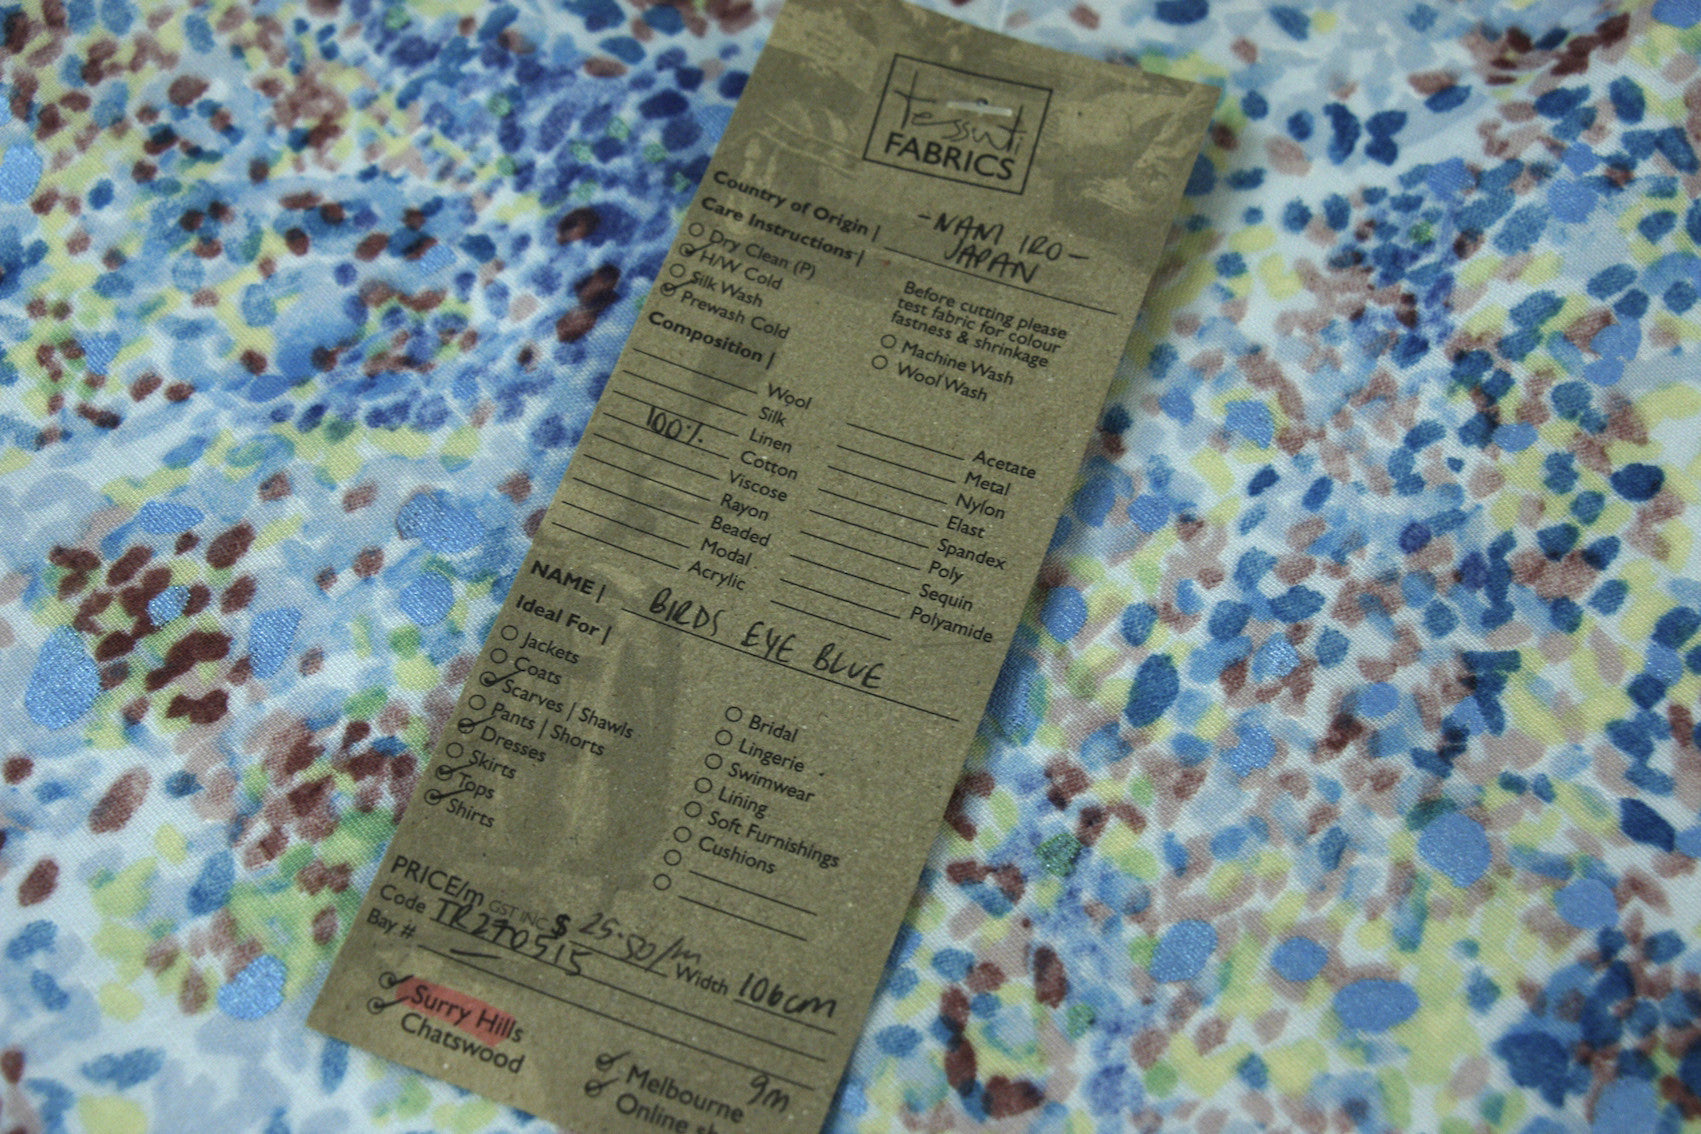 tessuti
FABRICS
Country of Origin | -NANI IRO-
JAPAN
Care Instructions |
Dry Clean (P)
H/W Cold
Silk Wash
Prewash Cold
Before cutting please
test fabric for colour
fastness & shrinkage
Machine Wash
Wool Wash
Composition |
Wool
Silk
Linen
100% Cotton
Viscose
Rayon
Beaded
Modal
Acrylic
Acetate
Metal
Nylon
Elast
Spandex
Poly
Sequin
Polyamide
NAME | BIRDS EYE BLUE
Ideal For |
Jackets
Coats
Scarves | Shawls
Pants | Shorts
Dresses
Skirts
Tops
Shirts
Bridal
Lingerie
Swimwear
Lining
Soft Furnishings
Cushions
PRICE/m GST INC $ 25.50/m
Code IR270515 Width 106cm
Bay # —
Surry Hills
Chatswood
Melbourne 9m
Online